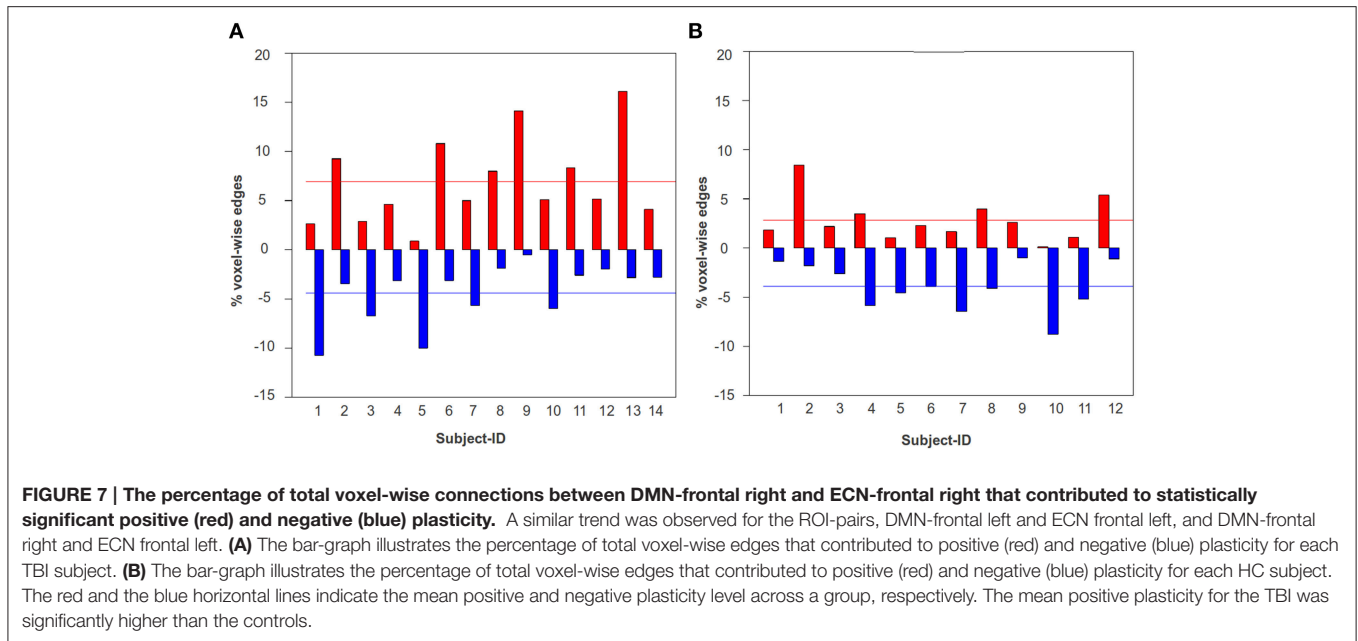 A
20
15
10
5
0
-5
-10
-15
% voxel-wise edges
1 2 3 4 5 6 7 8 9 10 11 12 13 14
Subject-ID
B
20
15
10
5
0
-5
-10
-15
% voxel-wise edges
1 2 3 4 5 6 7 8 9 10 11 12
Subject-ID
FIGURE 7 | The percentage of total voxel-wise connections between DMN-frontal right and ECN-frontal right that contributed to statistically
significant positive (red) and negative (blue) plasticity. A similar trend was observed for the ROI-pairs, DMN-frontal left and ECN frontal left, and DMN-frontal
right and ECN frontal left. (A) The bar-graph illustrates the percentage of total voxel-wise edges that contributed to positive (red) and negative (blue) plasticity for each
TBI subject. (B) The bar-graph illustrates the percentage of total voxel-wise edges that contributed to positive (red) and negative (blue) plasticity for each HC subject.
The red and the blue horizontal lines indicate the mean positive and negative plasticity level across a group, respectively. The mean positive plasticity for the TBI was
significantly higher than the controls.